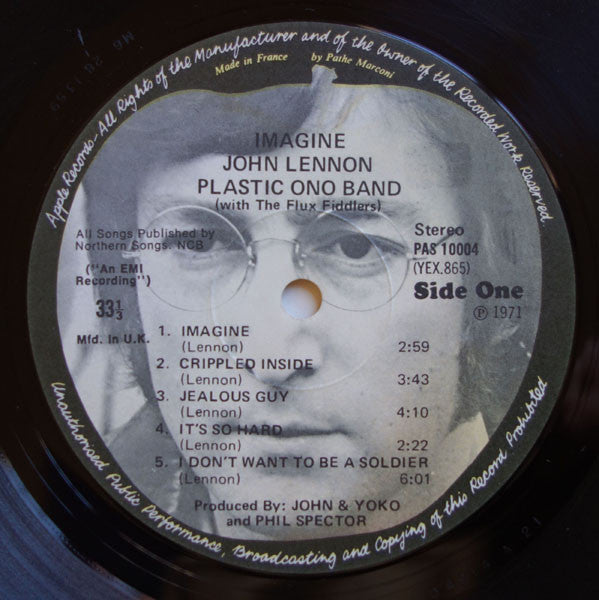 Apple Records - All Rights of the Manufacturer and of the Owner of the Recorded Work Reserved.
Made in France by Pathe Marconi
IMAGINE
JOHN LENNON
PLASTIC ONO BAND
(with The Flux Fiddlers)
All Songs Published by
Northern Songs. NCB
("An EMI
Recording")
33⅓
Mfd. In U.K.
Stereo
PAS 10004
(YEX.865)
Side One
℗ 1971
1. IMAGINE
(Lennon) 2:59
2. CRIPPLED INSIDE
(Lennon) 3:43
3. JEALOUS GUY
(Lennon) 4:10
4. IT'S SO HARD
(Lennon) 2:22
5. I DON'T WANT TO BE A SOLDIER
(Lennon) 6:01
Produced By: JOHN & YOKO
and PHIL SPECTOR
Unauthorised Public Performance, Broadcasting and Copying of this Record Prohibited